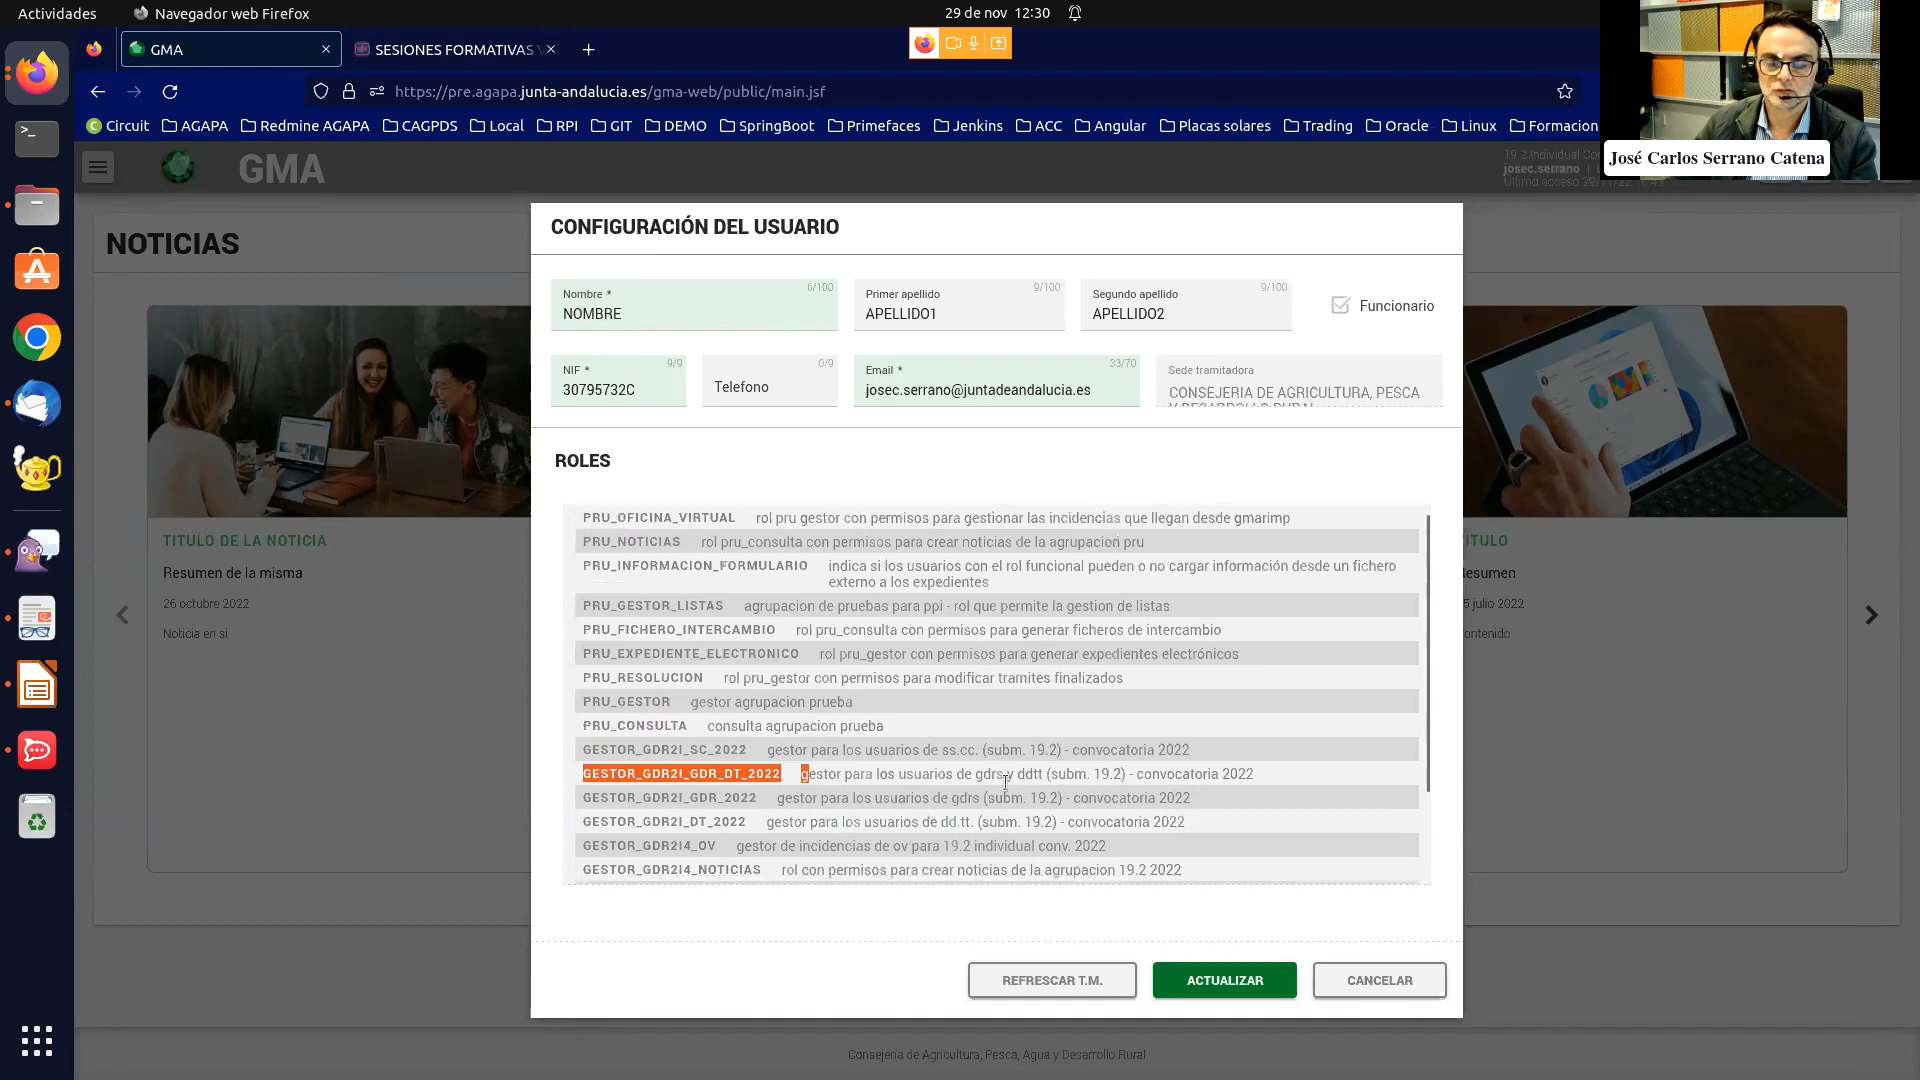 Actividades
Navegador web Firefox
29 de nov 12:30
GMA
SESIONES FORMATIVAS
https://pre.agapa.junta-andalucia.es/gma-web/public/main.jsf
Circuit
AGAPA
Redmine AGAPA
CAGPDS
Local
RPI
GIT
DEMO
SpringBoot
Primefaces
Jenkins
ACC
Angular
Placas solares
Trading
Oracle
Linux
Formacion
José Carlos Serrano Catena
GMA
19.2 Individual
josec.serrano
Último acceso 29/11/22
NOTICIAS
TITULO DE LA NOTICIA
Resumen de la misma
26 octubre 2022
Noticia en si
CONFIGURACIÓN DEL USUARIO
Nombre *
6/100
NOMBRE
Primer apellido
9/100
APELLIDO1
Segundo apellido
9/100
APELLIDO2
Funcionario
NIF *
9/9
30795732C
0/9
Telefono
Email *
33/70
josec.serrano@juntadeandalucia.es
Sede tramitadora
CONSEJERIA DE AGRICULTURA, PESCA
Y DESARROLLO RURAL
ROLES
PRU_OFICINA_VIRTUAL rol pru gestor con permisos para gestionar las incidencias que llegan desde gmarimp
PRU_NOTICIAS rol pru_consulta con permisos para crear noticias de la agrupacion pru
PRU_INFORMACION_FORMULARIO indica si los usuarios con el rol funcional pueden o no cargar información desde un fichero
externo a los expedientes
PRU_GESTOR_LISTAS agrupacion de pruebas para ppi - rol que permite la gestion de listas
PRU_FICHERO_INTERCAMBIO rol pru_consulta con permisos para generar ficheros de intercambio
PRU_EXPEDIENTE_ELECTRONICO rol pru_gestor con permisos para generar expedientes electrónicos
PRU_RESOLUCION rol pru_gestor con permisos para modificar tramites finalizados
PRU_GESTOR gestor agrupacion prueba
PRU_CONSULTA consulta agrupacion prueba
GESTOR_GDR2I_SC_2022 gestor para los usuarios de ss.cc. (subm. 19.2) - convocatoria 2022
GESTOR_GDR2I_GDR_DT_2022 gestor para los usuarios de gdrs y ddtt (subm. 19.2) - convocatoria 2022
GESTOR_GDR2I_GDR_2022 gestor para los usuarios de gdrs (subm. 19.2) - convocatoria 2022
GESTOR_GDR2I_DT_2022 gestor para los usuarios de dd.tt. (subm. 19.2) - convocatoria 2022
GESTOR_GDR2I4_OV gestor de incidencias de ov para 19.2 individual conv. 2022
GESTOR_GDR2I4_NOTICIAS rol con permisos para crear noticias de la agrupacion 19.2 2022
REFRESCAR T.M.
ACTUALIZAR
CANCELAR
TITULO
Resumen
5 julio 2022
contenido
Consejería de Agricultura, Pesca, Agua y Desarrollo Rural